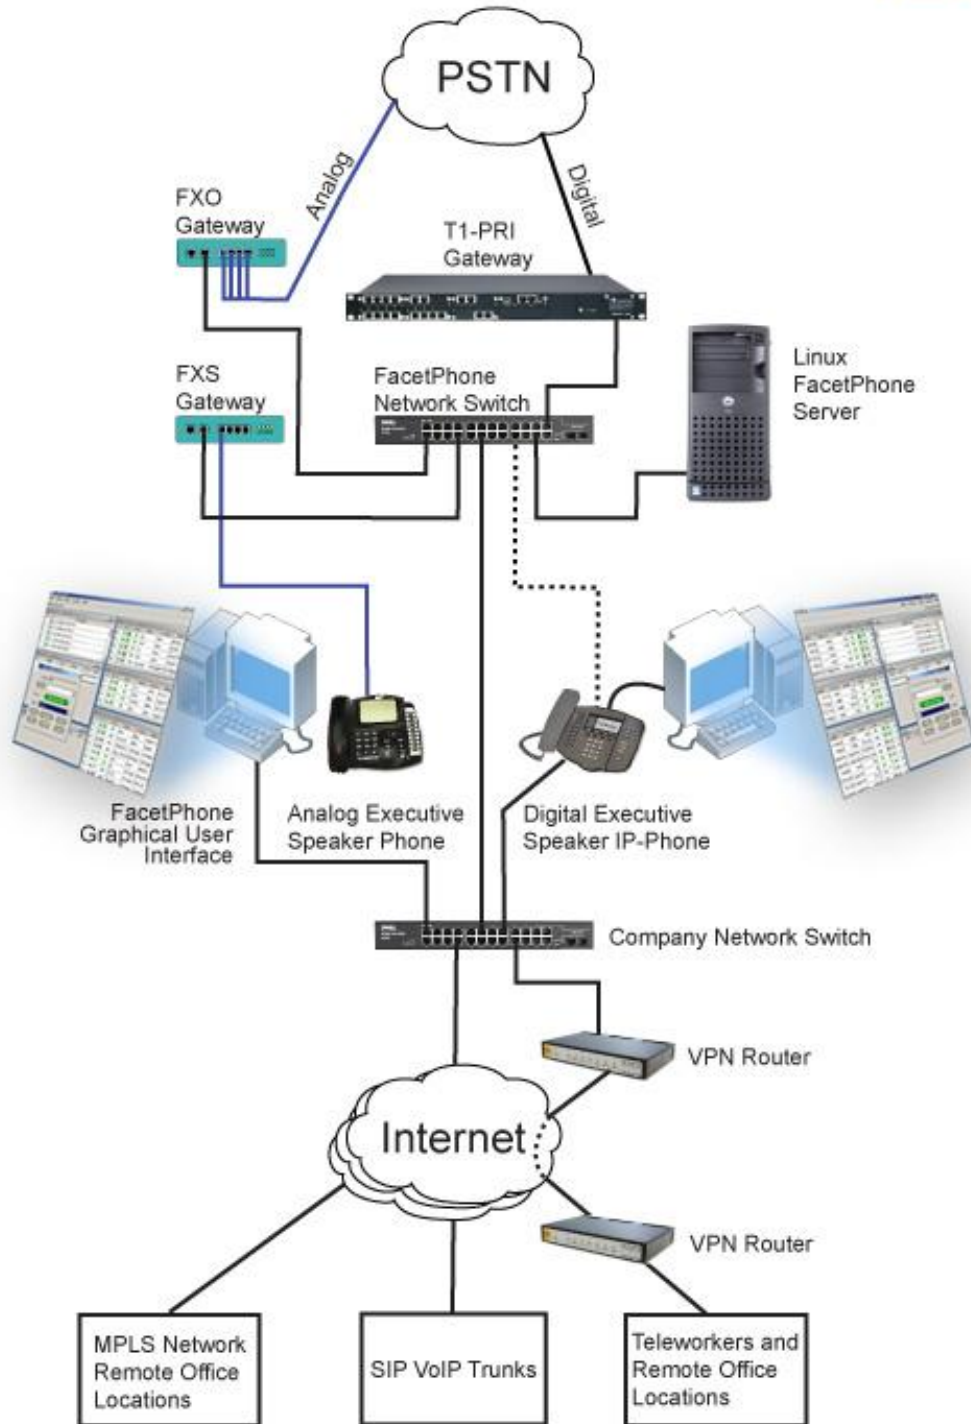 PSTN
Analog
Digital
FXO
Gateway
T1-PRI
Gateway
FXS
Gateway
FacetPhone
Network Switch
Linux
FacetPhone
Server
FacetPhone
Graphical User
Interface
Analog Executive
Speaker Phone
Digital Executive
Speaker IP-Phone
Company Network Switch
VPN Router
Internet
VPN Router
MPLS Network
Remote Office
Locations
SIP VoIP Trunks
Teleworkers and
Remote Office
Locations